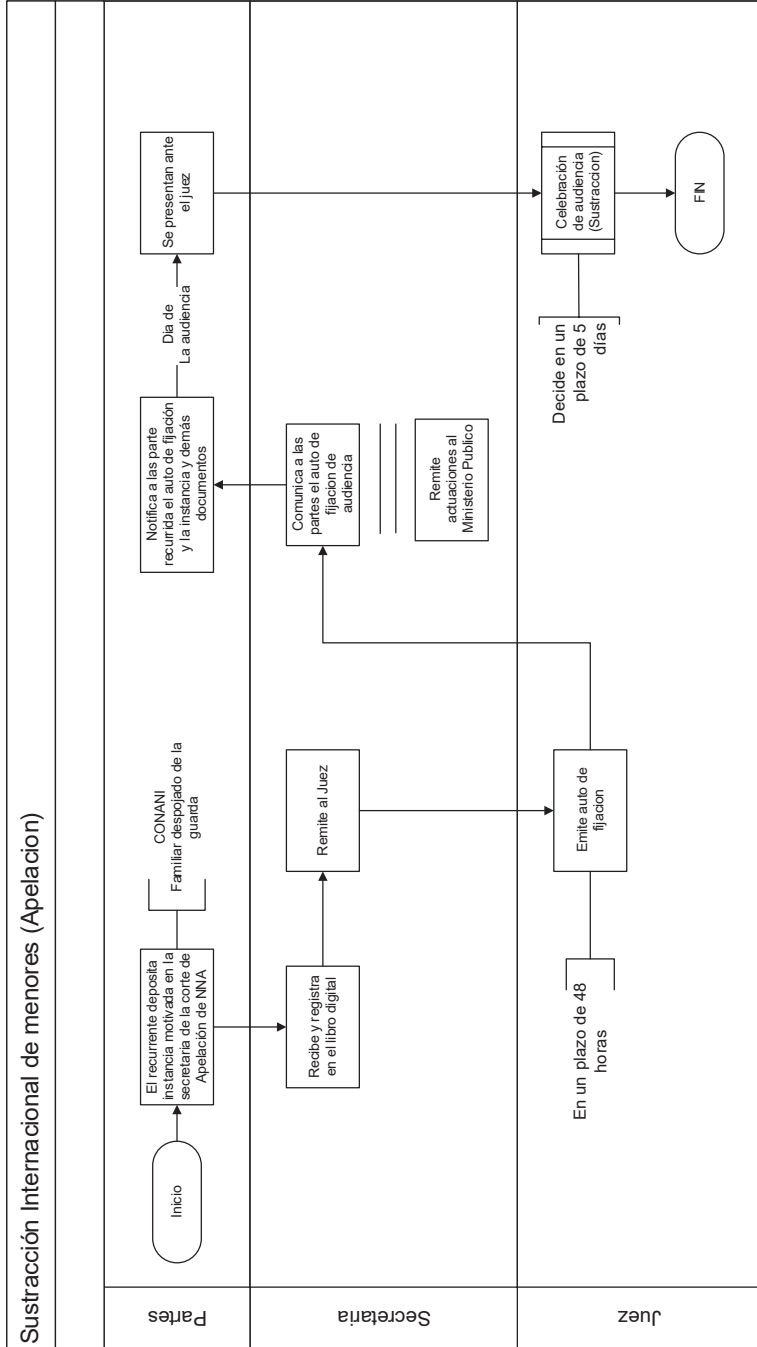 Sustracción Internacional de menores (Apelacion)
Partes
Inicio
El recurrente deposita
instancia motivada en la
secretaria de la corte de
Apelación de NNA
CONANI
Familiar despojado de la
guarda
Notifica a las parte
recurrida el auto de fijación
y la instancia y demás
documentos
Dia de
La audiencia
Se presentan ante
el juez
Secretaria
Recibe y registra
en el libro digital
Remite al Juez
Comunica a las
partes el auto de
fijacion de
audiencia
Remite
actuaciones al
Ministerio Publico
Juez
En un plazo de 48
horas
Emite auto de
fijacion
Decide en un
plazo de 5
días
Celebración
de audiencia
(Sustraccion)
FIN